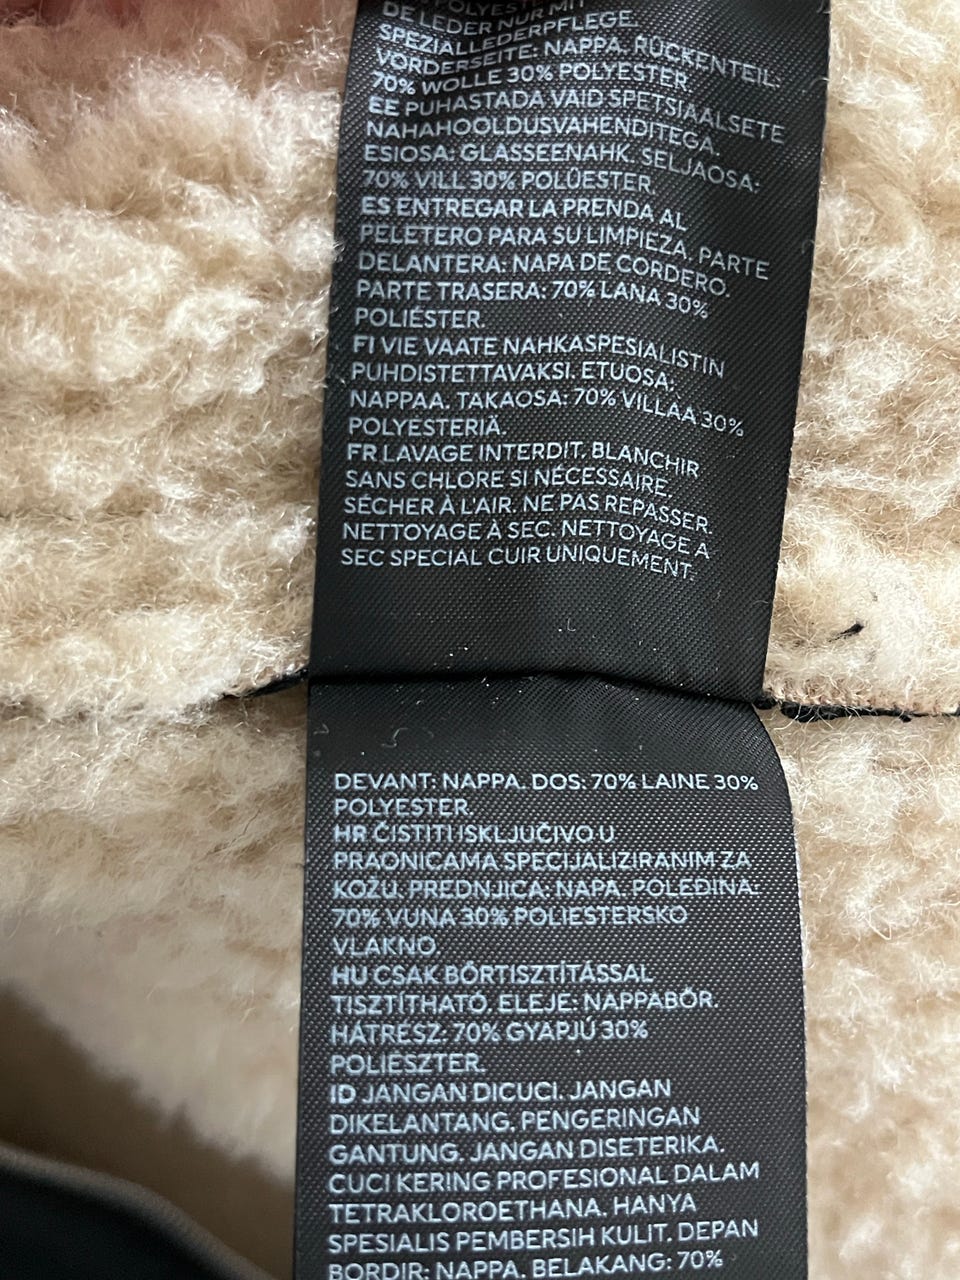 POLYESTE
DE LEDER NUR MIT
SPEZIALLEDERPFLEGE.
VORDERSEITE: NAPPA. RÜCKENTEIL:
70% WOLLE 30% POLYESTER.
EE PUHASTADA VAID SPETSIAALSETE
NAHAHOOLDUSVAHENDITEGA.
ESIOSA: GLASSEENAHK. SELJAOSA:
70% VILL 30% POLÜESTER.
ES ENTREGAR LA PRENDA AL
PELETERO PARA SU LIMPIEZA. PARTE
DELANTERA: NAPA DE CORDERO.
PARTE TRASERA: 70% LANA 30%
POLIÉSTER.
FI VIE VAATE NAHKASPESIALISTIN
PUHDISTETTAVAKSI. ETUOSA:
NAPPAA. TAKAOSA: 70% VILLAA 30%
POLYESTERIÄ.
FR LAVAGE INTERDIT. BLANCHIR
SANS CHLORE SI NÉCESSAIRE.
SÉCHER À L'AIR. NE PAS REPASSER.
NETTOYAGE À SEC. NETTOYAGE À
SEC SPECIAL CUIR UNIQUEMENT.
DEVANT: NAPPA. DOS: 70% LAINE 30%
POLYESTER.
HR ČISTITI ISKLJUČIVO U
PRAONICAMA SPECIJALIZIRANIM ZA
KOŽU. PREDNJICA: NAPA. POLEĐINA:
70% VUNA 30% POLIESTERSKO
VLAKNO.
HU CSAK BŐRTISZTÍTÁSSAL
TISZTÍTHATÓ. ELEJE: NAPPABŐR.
HÁTRÉSZ: 70% GYAPJÚ 30%
POLIÉSZTER.
ID JANGAN DICUCI. JANGAN
DIKELANTANG. PENGERINGAN
GANTUNG. JANGAN DISETERIKA.
CUCI KERING PROFESIONAL DALAM
TETRAKLOROETHANA. HANYA
SPESIALIS PEMBERSIH KULIT. DEPAN
BORDIR: NAPPA. BELAKANG: 70%